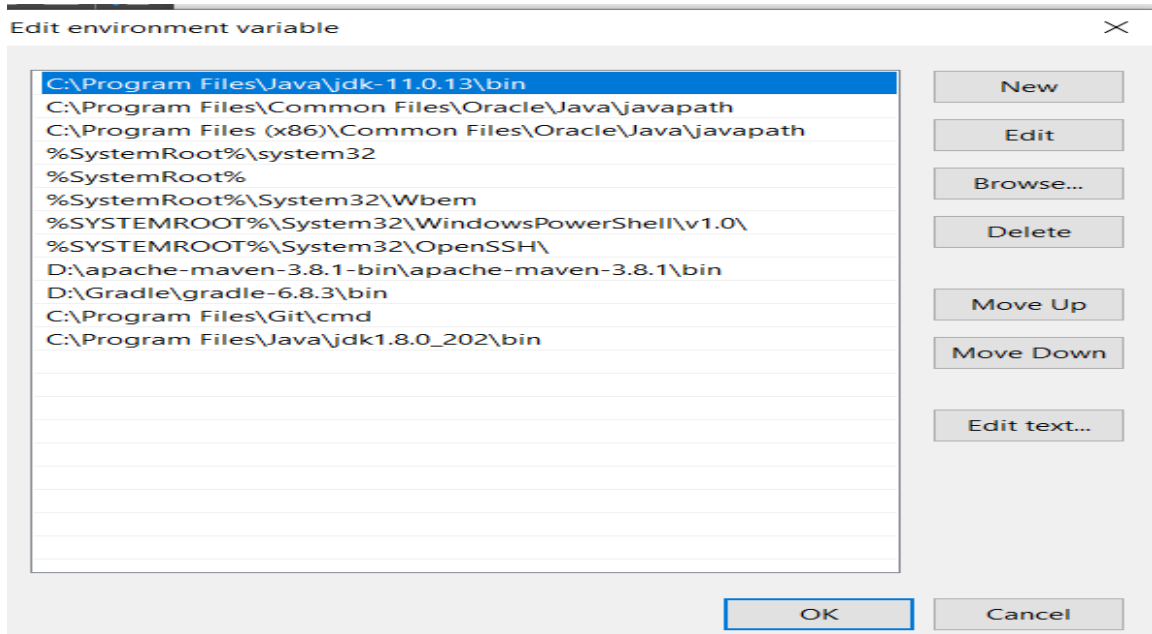 Edit environment variable
C:\Program Files\Java\jdk-11.0.13\bin
C:\Program Files\Common Files\Oracle\Java\javapath
C:\Program Files (x86)\Common Files\Oracle\Java\javapath
%SystemRoot%\system32
%SystemRoot%
%SystemRoot%\System32\Wbem
%SYSTEMROOT%\System32\WindowsPowerShell\v1.0\
%SYSTEMROOT%\System32\OpenSSH\
D:\apache-maven-3.8.1-bin\apache-maven-3.8.1\bin
D:\Gradle\gradle-6.8.3\bin
C:\Program Files\Git\cmd
C:\Program Files\Java\jdk1.8.0_202\bin
New
Edit
Browse...
Delete
Move Up
Move Down
Edit text...
OK
Cancel